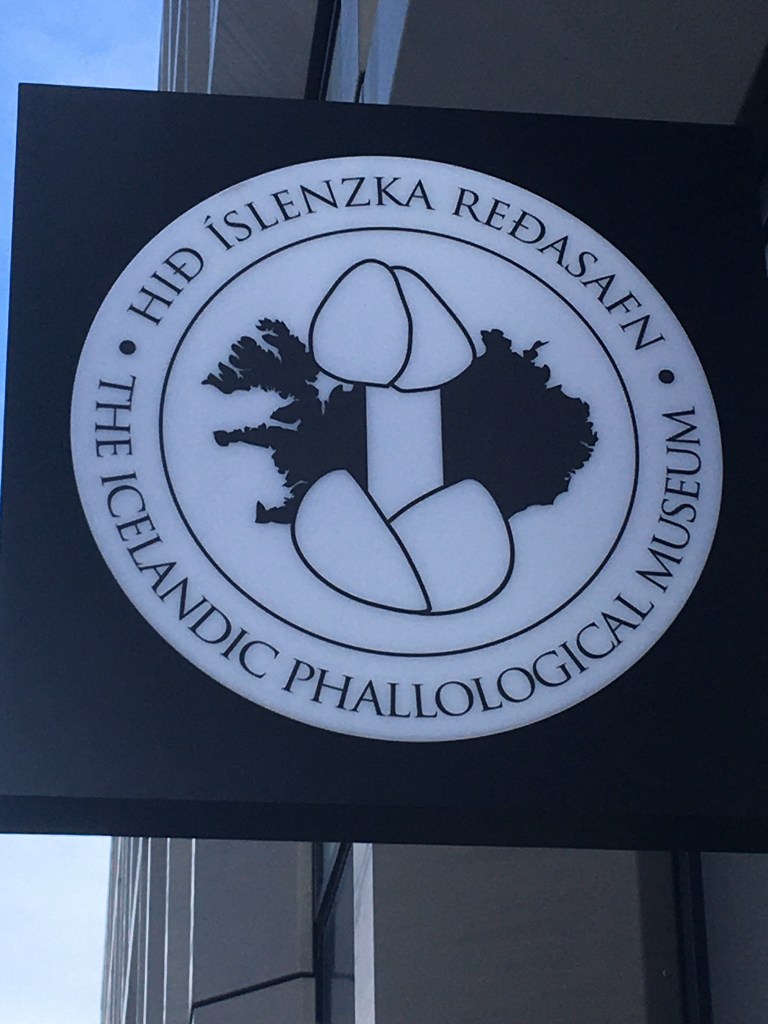 HIÐ ÍSLENZKA REÐASAFN
THE ICELANDIC PHALLOLOGICAL MUSEUM